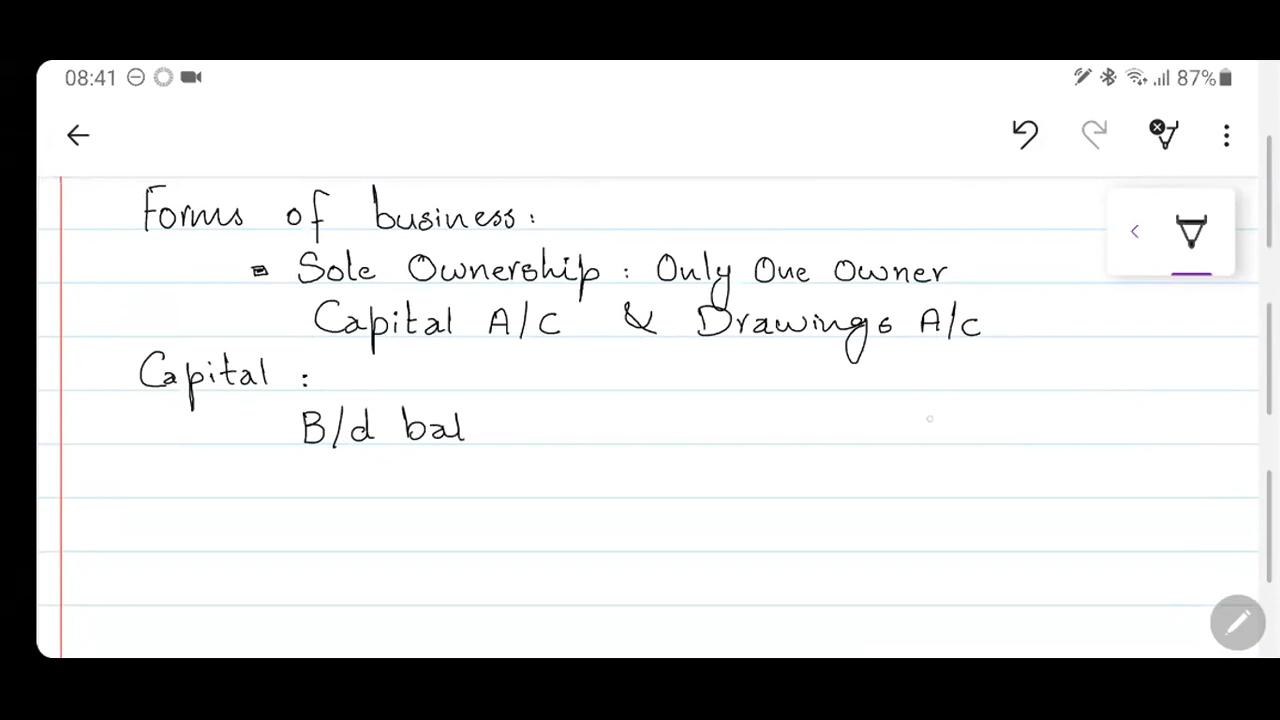 08:41 87%
Forms of business:
Sole Ownership : Only One Owner
Capital A/C & Drawings A/c
Capital :
B/d bal